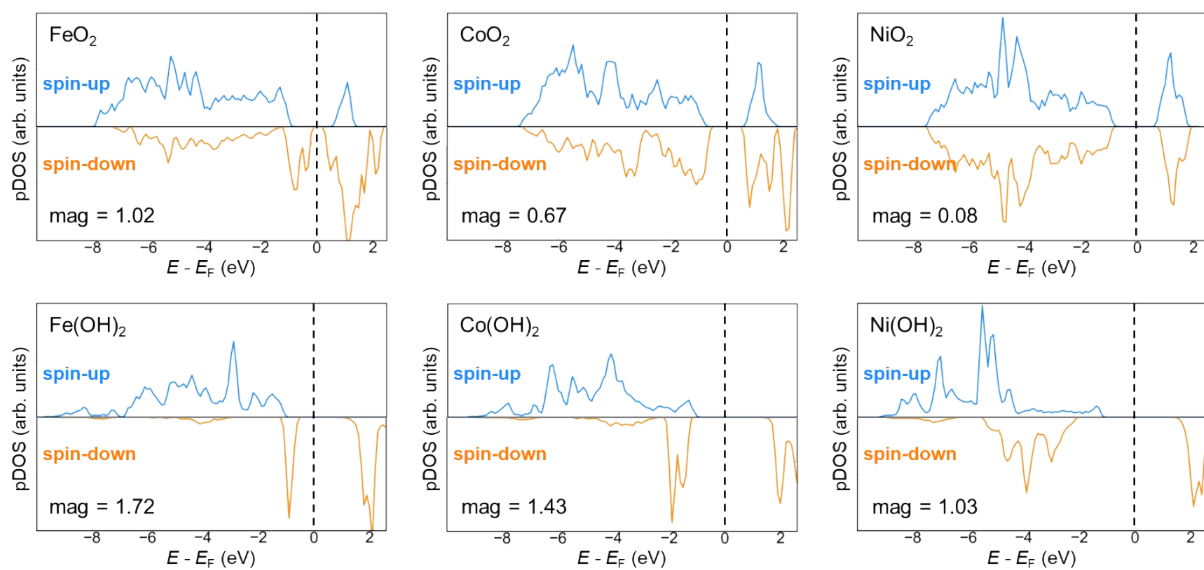 FeO₂
spin-up
spin-down
mag = 1.02
pDOS (arb. units)
−8 −6 −4 −2 0 2
E - E_F (eV)
CoO₂
spin-up
spin-down
mag = 0.67
pDOS (arb. units)
−8 −6 −4 −2 0 2
E - E_F (eV)
NiO₂
spin-up
spin-down
mag = 0.08
pDOS (arb. units)
−8 −6 −4 −2 0 2
E - E_F (eV)
Fe(OH)₂
spin-up
spin-down
mag = 1.72
pDOS (arb. units)
−8 −6 −4 −2 0 2
E - E_F (eV)
Co(OH)₂
spin-up
spin-down
mag = 1.43
pDOS (arb. units)
−8 −6 −4 −2 0 2
E - E_F (eV)
Ni(OH)₂
spin-up
spin-down
mag = 1.03
pDOS (arb. units)
−8 −6 −4 −2 0 2
E - E_F (eV)